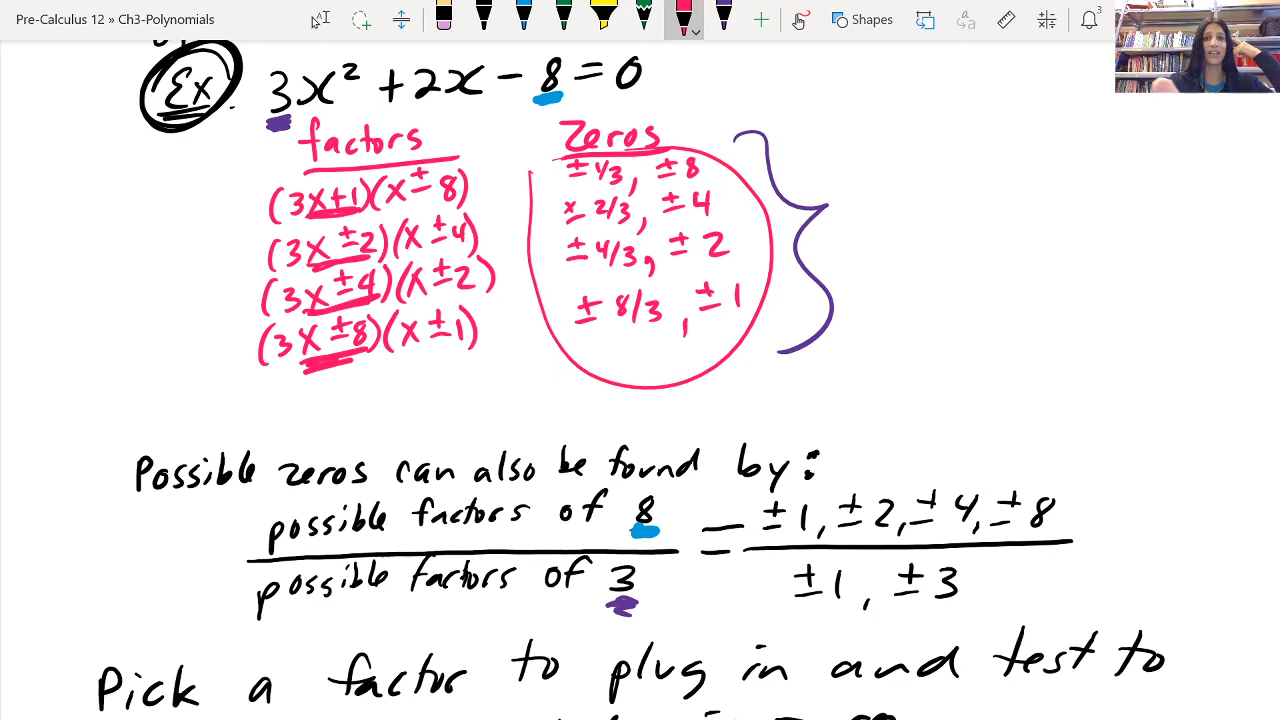 Pre-Calculus 12 » Ch3-Polynomials
Shapes
3
Ex. 3x² + 2x - 8 = 0
factors
(3x+1)(x±8)
(3x±2)(x±4)
(3x±4)(x±2)
(3x±8)(x±1)
Zeros
±1/3, ±8
± 2/3, ±4
±4/3, ±2
± 8/3, ±1
Possible zeros can also be found by:
possible factors of 8 = ±1, ±2, ±4, ±8
possible factors of 3 ±1, ±3
Pick a factor to plug in and test to